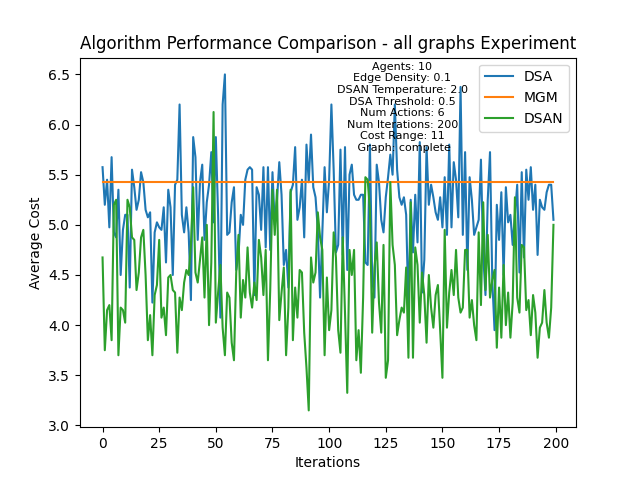 Algorithm Performance Comparison - all graphs Experiment
Agents: 10
Edge Density: 0.1
DSAN Temperature: 2.0
DSA Threshold: 0.5
Num Actions: 6
Num Iterations: 200
Cost Range: 11
Graph: complete
DSA
MGM
DSAN
Average Cost
6.5
6.0
5.5
5.0
4.5
4.0
3.5
3.0
0 25 50 75 100 125 150 175 200
Iterations